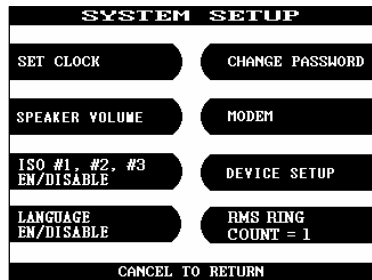 SYSTEM SETUP
SET CLOCK
CHANGE PASSWORD
SPEAKER VOLUME
MODEM
ISO #1, #2, #3
EN/DISABLE
DEVICE SETUP
LANGUAGE
EN/DISABLE
RMS RING
COUNT = 1
CANCEL TO RETURN